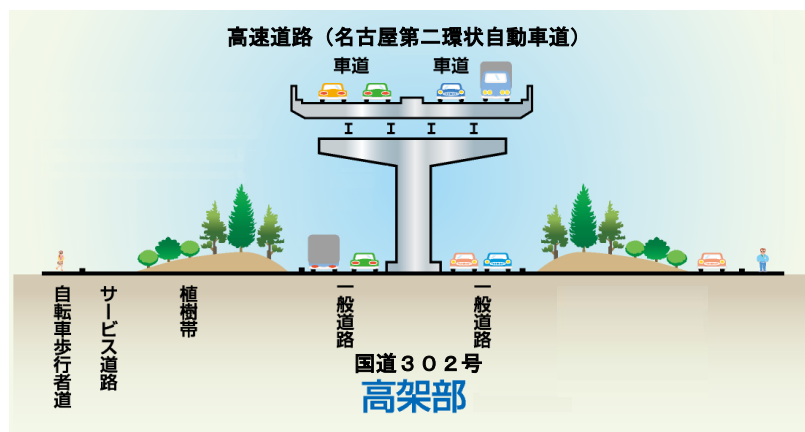 高速道路（名古屋第二環状自動車道）
車道
車道
自転車歩行者道
サービス道路
植樹帯
一般道路
一般道路
国道３０２号
高架部